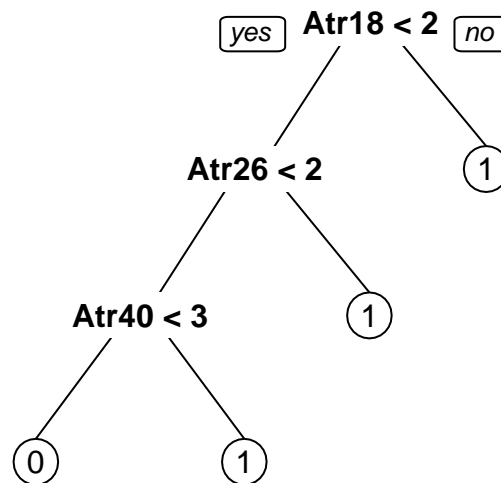 yes Atr18 < 2 no
Atr26 < 2 1
Atr40 < 3 1
0 1